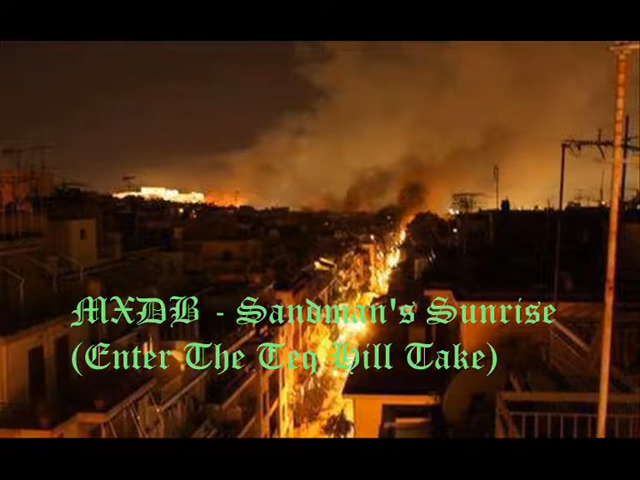 MXDB - Sandman's Sunrise
(Enter The Teq Hill Take)